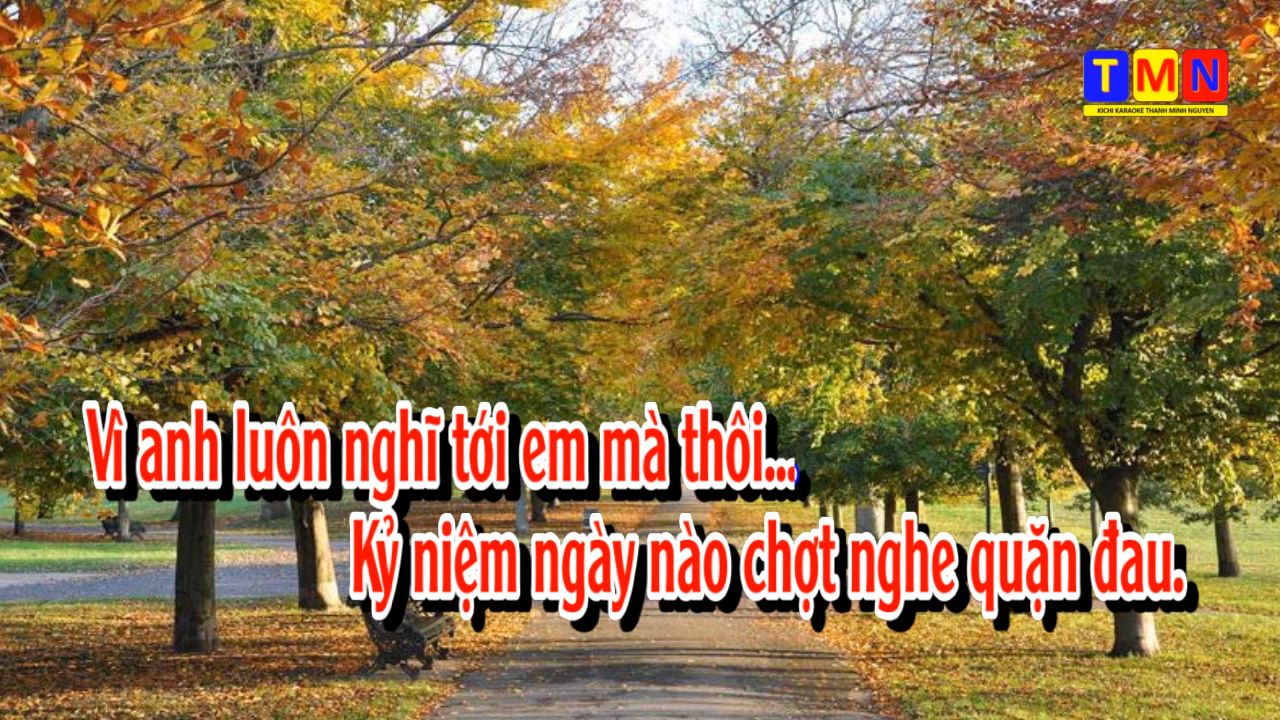 TMN
KICHI KARAOKE THANH MINH NGUYEN
Vì anh luôn nghĩ tới em mà thôi...
Kỷ niệm ngày nào chợt nghe quặn đau.